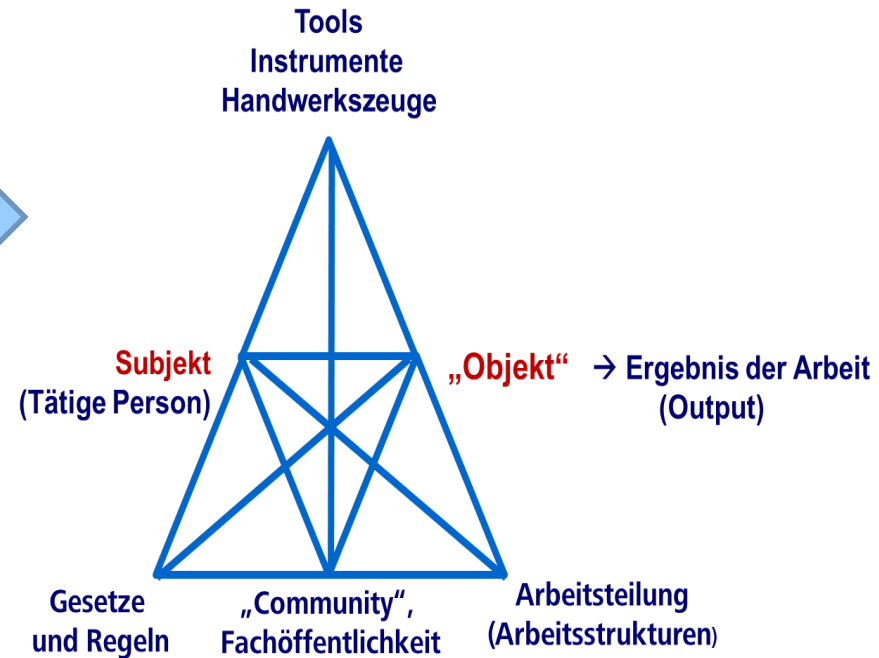 Tools
Instrumente
Handwerkszeuge
Subjekt
(Tätige Person)
„Objekt“ → Ergebnis der Arbeit
(Output)
Gesetze
und Regeln
„Community“,
Fachöffentlichkeit
Arbeitsteilung
(Arbeitsstrukturen)